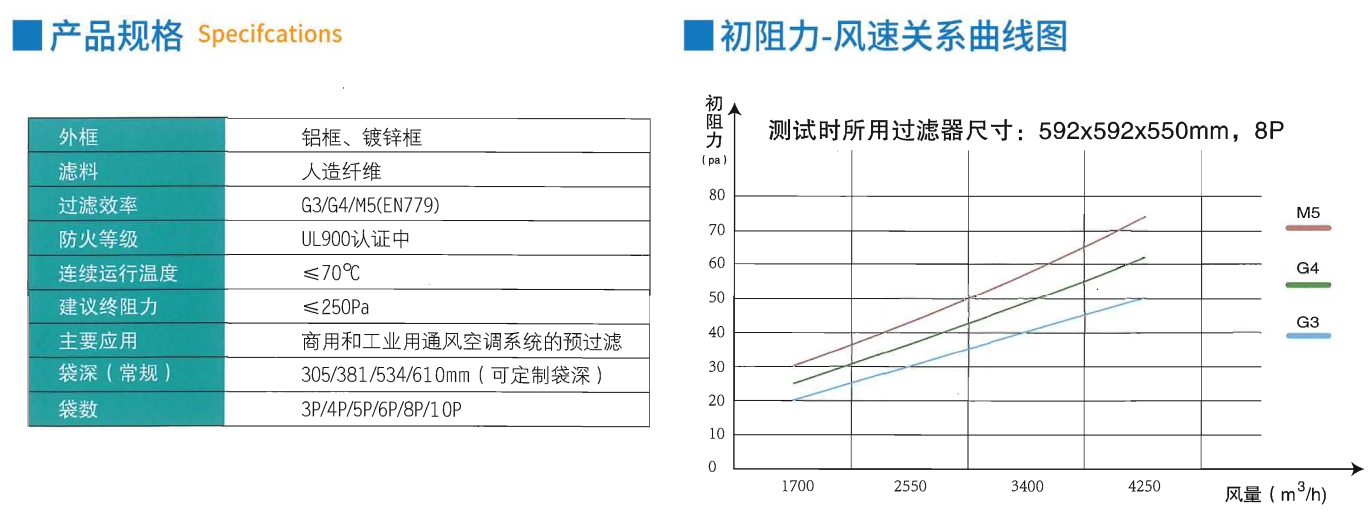 产品规格 Specifcations
外框 铝框、镀锌框
滤料 人造纤维
过滤效率 G3/G4/M5(EN779)
防火等级 UL900认证中
连续运行温度 ≤70℃
建议终阻力 ≤250Pa
主要应用 商用和工业用通风空调系统的预过滤
袋深（常规） 305/381/534/610mm（可定制袋深）
袋数 3P/4P/5P/6P/8P/10P
初阻力-风速关系曲线图
初阻力
(pa)
测试时所用过滤器尺寸：592x592x550mm，8P
80
70
60
50
40
30
20
10
0
1700 2550 3400 4250
风量（m³/h)
M5
G4
G3